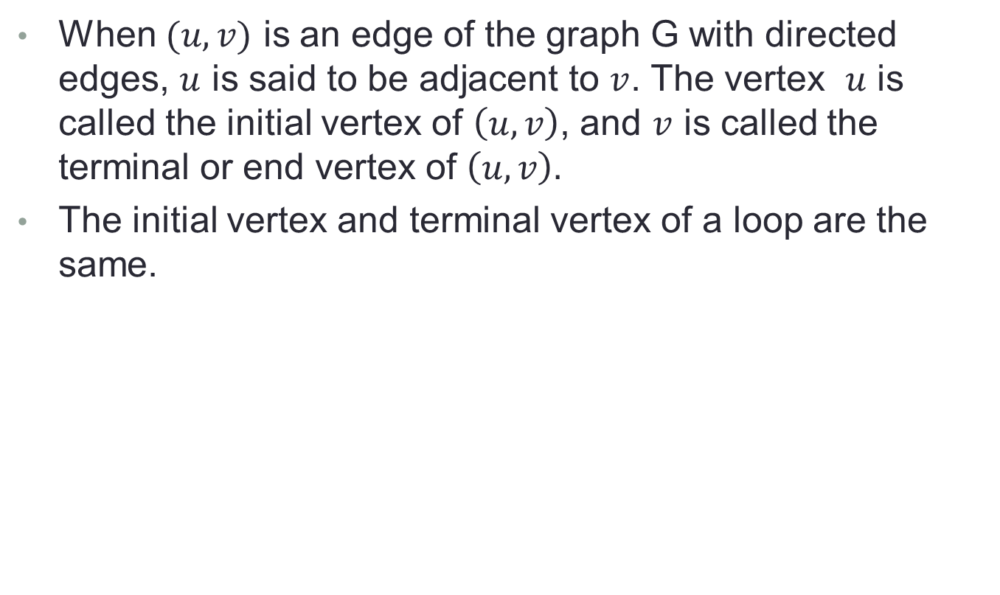 • When (𝑢, 𝑣) is an edge of the graph G with directed
edges, 𝑢 is said to be adjacent to 𝑣. The vertex 𝑢 is
called the initial vertex of (𝑢, 𝑣), and 𝑣 is called the
terminal or end vertex of (𝑢, 𝑣).
• The initial vertex and terminal vertex of a loop are the
same.